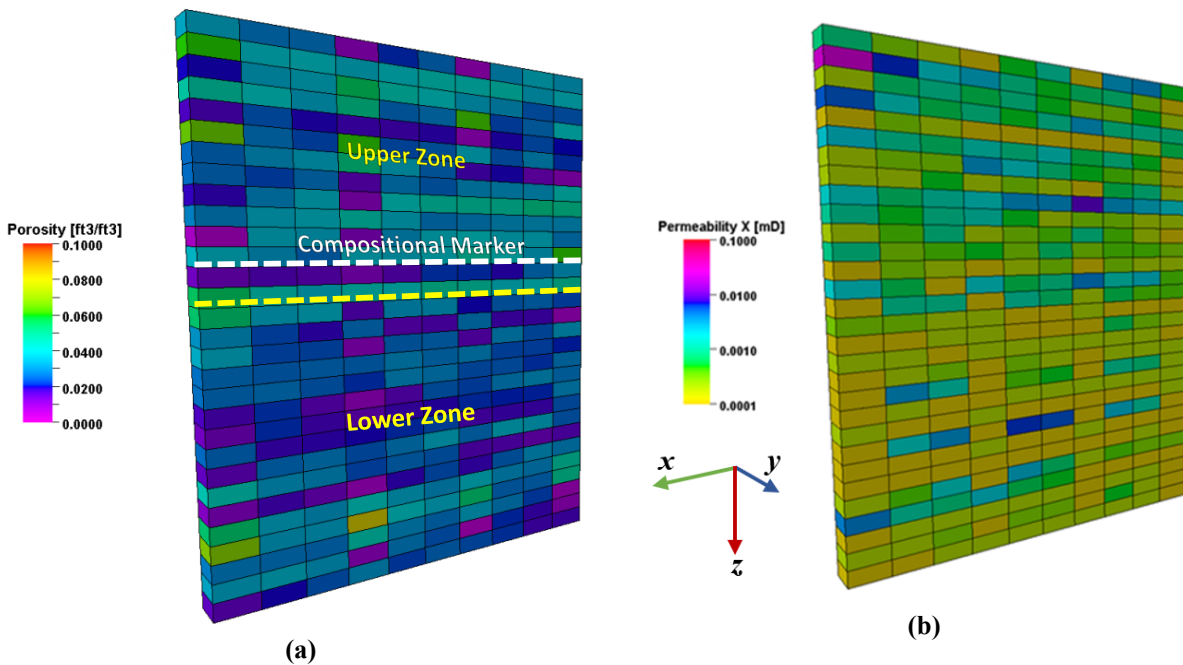 Upper Zone
Compositional Marker
Lower Zone
Porosity [ft3/ft3]
0.1000
0.0800
0.0600
0.0400
0.0200
0.0000
(a)
Permeability X [mD]
0.1000
0.0100
0.0010
0.0001
x
y
z
(b)